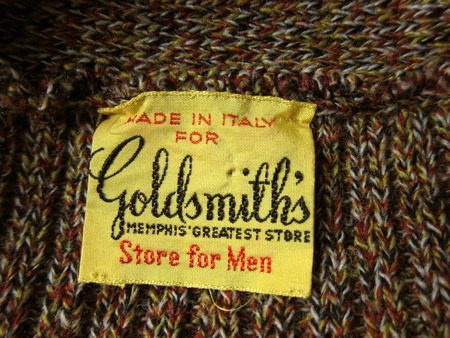 MADE IN ITALY
FOR
Goldsmith's
MEMPHIS' GREATEST STORE
Store for Men